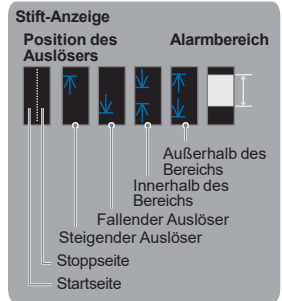 Stift-Anzeige
Position des
Auslösers
Alarmbereich
Außerhalb des
Bereichs
Innerhalb des
Bereichs
Fallender Auslöser
Steigender Auslöser
Stoppseite
Startseite